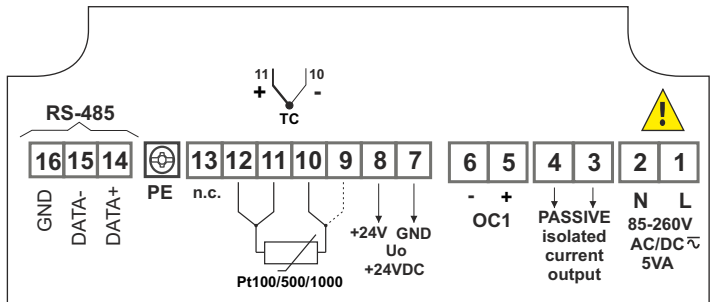 11 10
+ -
TC
RS-485
16 15 14 13 12 11 10 9 8 7 6 5 4 3 2 1
GND DATA- DATA+ PE n.c. - + N L
+24V GND
Uo
+24VDC
OC1
PASSIVE
isolated
current
output
85-260V
AC/DC
5VA
Pt100/500/1000